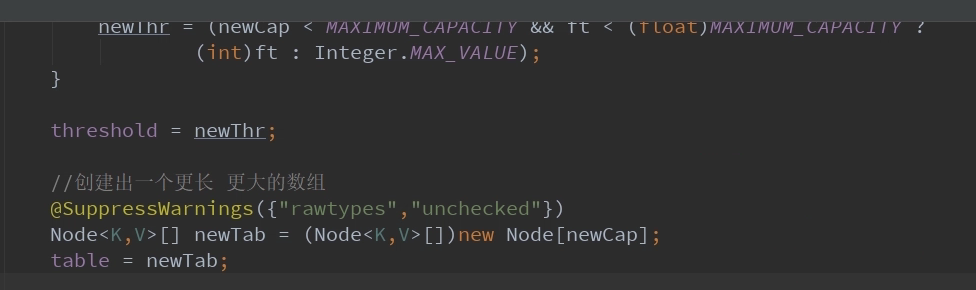 newThr = (newCap < MAXIMUM_CAPACITY && ft < (float)MAXIMUM_CAPACITY ?
(int)ft : Integer.MAX_VALUE);
}
threshold = newThr;
//创建出一个更长 更大的数组
@SuppressWarnings({"rawtypes","unchecked"})
Node<K,V>[] newTab = (Node<K,V>[])new Node[newCap];
table = newTab;